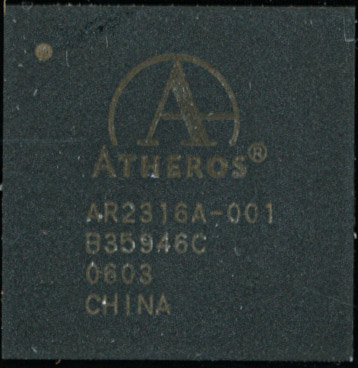 ATHEROS®
AR2316A-001
B35946C
0603
CHINA